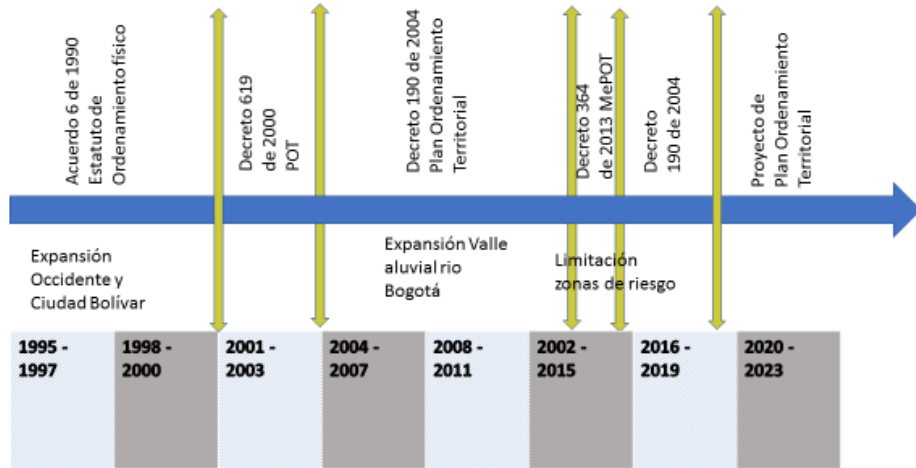 Acuerdo 6 de 1990
Estatuto de
Ordenamiento físico
Decreto 619
de 2000
POT
Decreto 190 de 2004
Plan Ordenamiento
Territorial
Decreto 364
de 2013 MePOT
Decreto
190 de 2004
Proyecto de
Plan Ordenamiento
Territorial
Expansión
Occidente y
Ciudad Bolívar
Expansión Valle
aluvial rio
Bogotá
Limitación
zonas de riesgo
1995 -
1997
1998 -
2000
2001 -
2003
2004 -
2007
2008 -
2011
2002 -
2015
2016 -
2019
2020 -
2023